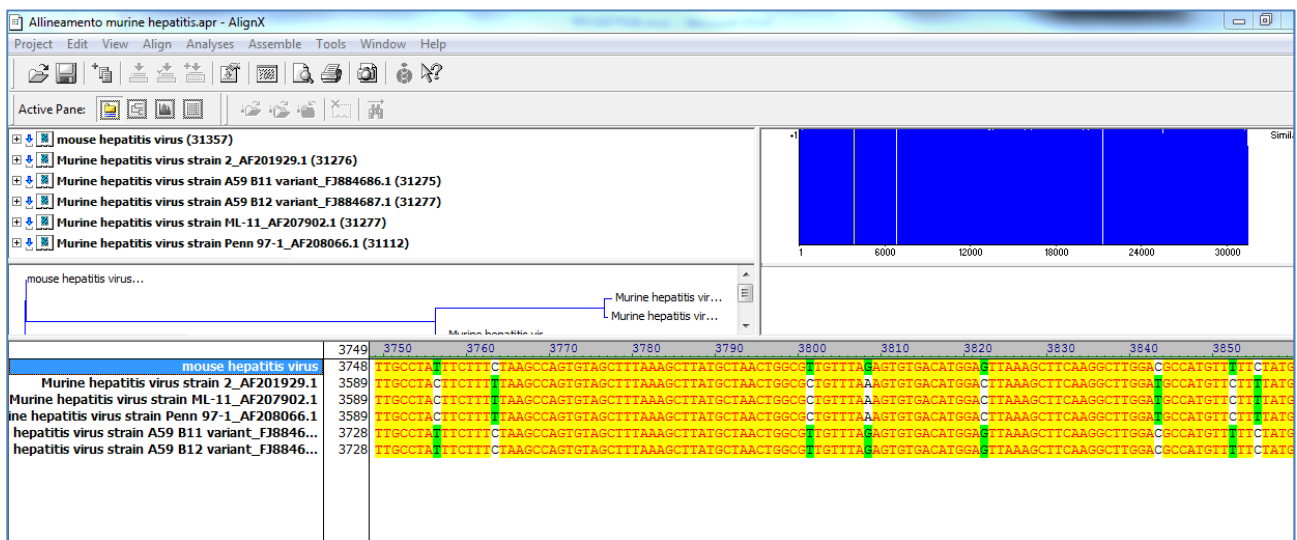 Allineamento murine hepatitis.apr - AlignX
Project Edit View Align Analyses Assemble Tools Window Help
Active Pane:
mouse hepatitis virus (31357)
Murine hepatitis virus strain 2_AF201929.1 (31276)
Murine hepatitis virus strain A59 B11 variant_FJ884686.1 (31275)
Murine hepatitis virus strain A59 B12 variant_FJ884687.1 (31277)
Murine hepatitis virus strain ML-11_AF207902.1 (31277)
Murine hepatitis virus strain Penn 97-1_AF208066.1 (31112)
+1 Simil
1 6000 12000 18000 24000 30000
mouse hepatitis virus...
Murine hepatitis vir...
Murine hepatitis vir...
Murine hepatitis vir
3749 3750 3760 3770 3780 3790 3800 3810 3820 3830 3840 3850
mouse hepatitis virus 3748 TTGCCTATTTCTTTCTAAGCCAGTGTAGCTTTAAAGCTTATGCTAACTGGCGTTGTTTAGAGTGTGACATGGAGTTAAAGCTTCAAGGCTTGGACGCCATGTTTTTCTATG
Murine hepatitis virus strain 2_AF201929.1 3589 TTGCCTACTTCTTTTTAAGCCAGTGTAGCTTTAAAGCTTATGCTAACTGGCGCTGTTTAAAGTGTGACATGGACTTAAAGCTTCAAGGCTTGGATGCCATGTTCTTTTATG
Murine hepatitis virus strain ML-11_AF207902.1 3589 TTGCCTACTTCTTTTTAAGCCAGTGTAGCTTTAAAGCTTATGCTAACTGGCGCTGTTTAAAGTGTGACATGGACTTAAAGCTTCAAGGCTTGGATGCCATGTTCTTTTATG
ine hepatitis virus strain Penn 97-1_AF208066.1 3589 TTGCCTACTTCTTTTTAAGCCAGTGTAGCTTTAAAGCTTATGCTAACTGGCGCTGTTTAAAGTGTGACATGGACTTAAAGCTTCAAGGCTTGGATGCCATGTTCTTTTATG
hepatitis virus strain A59 B11 variant_FJ8846... 3728 TTGCCTATTTCTTTCTAAGCCAGTGTAGCTTTAAAGCTTATGCTAACTGGCGTTGTTTAGAGTGTGACATGGAGTTAAAGCTTCAAGGCTTGGACGCCATGTTTTTCTATG
hepatitis virus strain A59 B12 variant_FJ8846... 3728 TTGCCTATTTCTTTCTAAGCCAGTGTAGCTTTAAAGCTTATGCTAACTGGCGTTGTTTAGAGTGTGACATGGAGTTAAAGCTTCAAGGCTTGGACGCCATGTTTTTCTATG